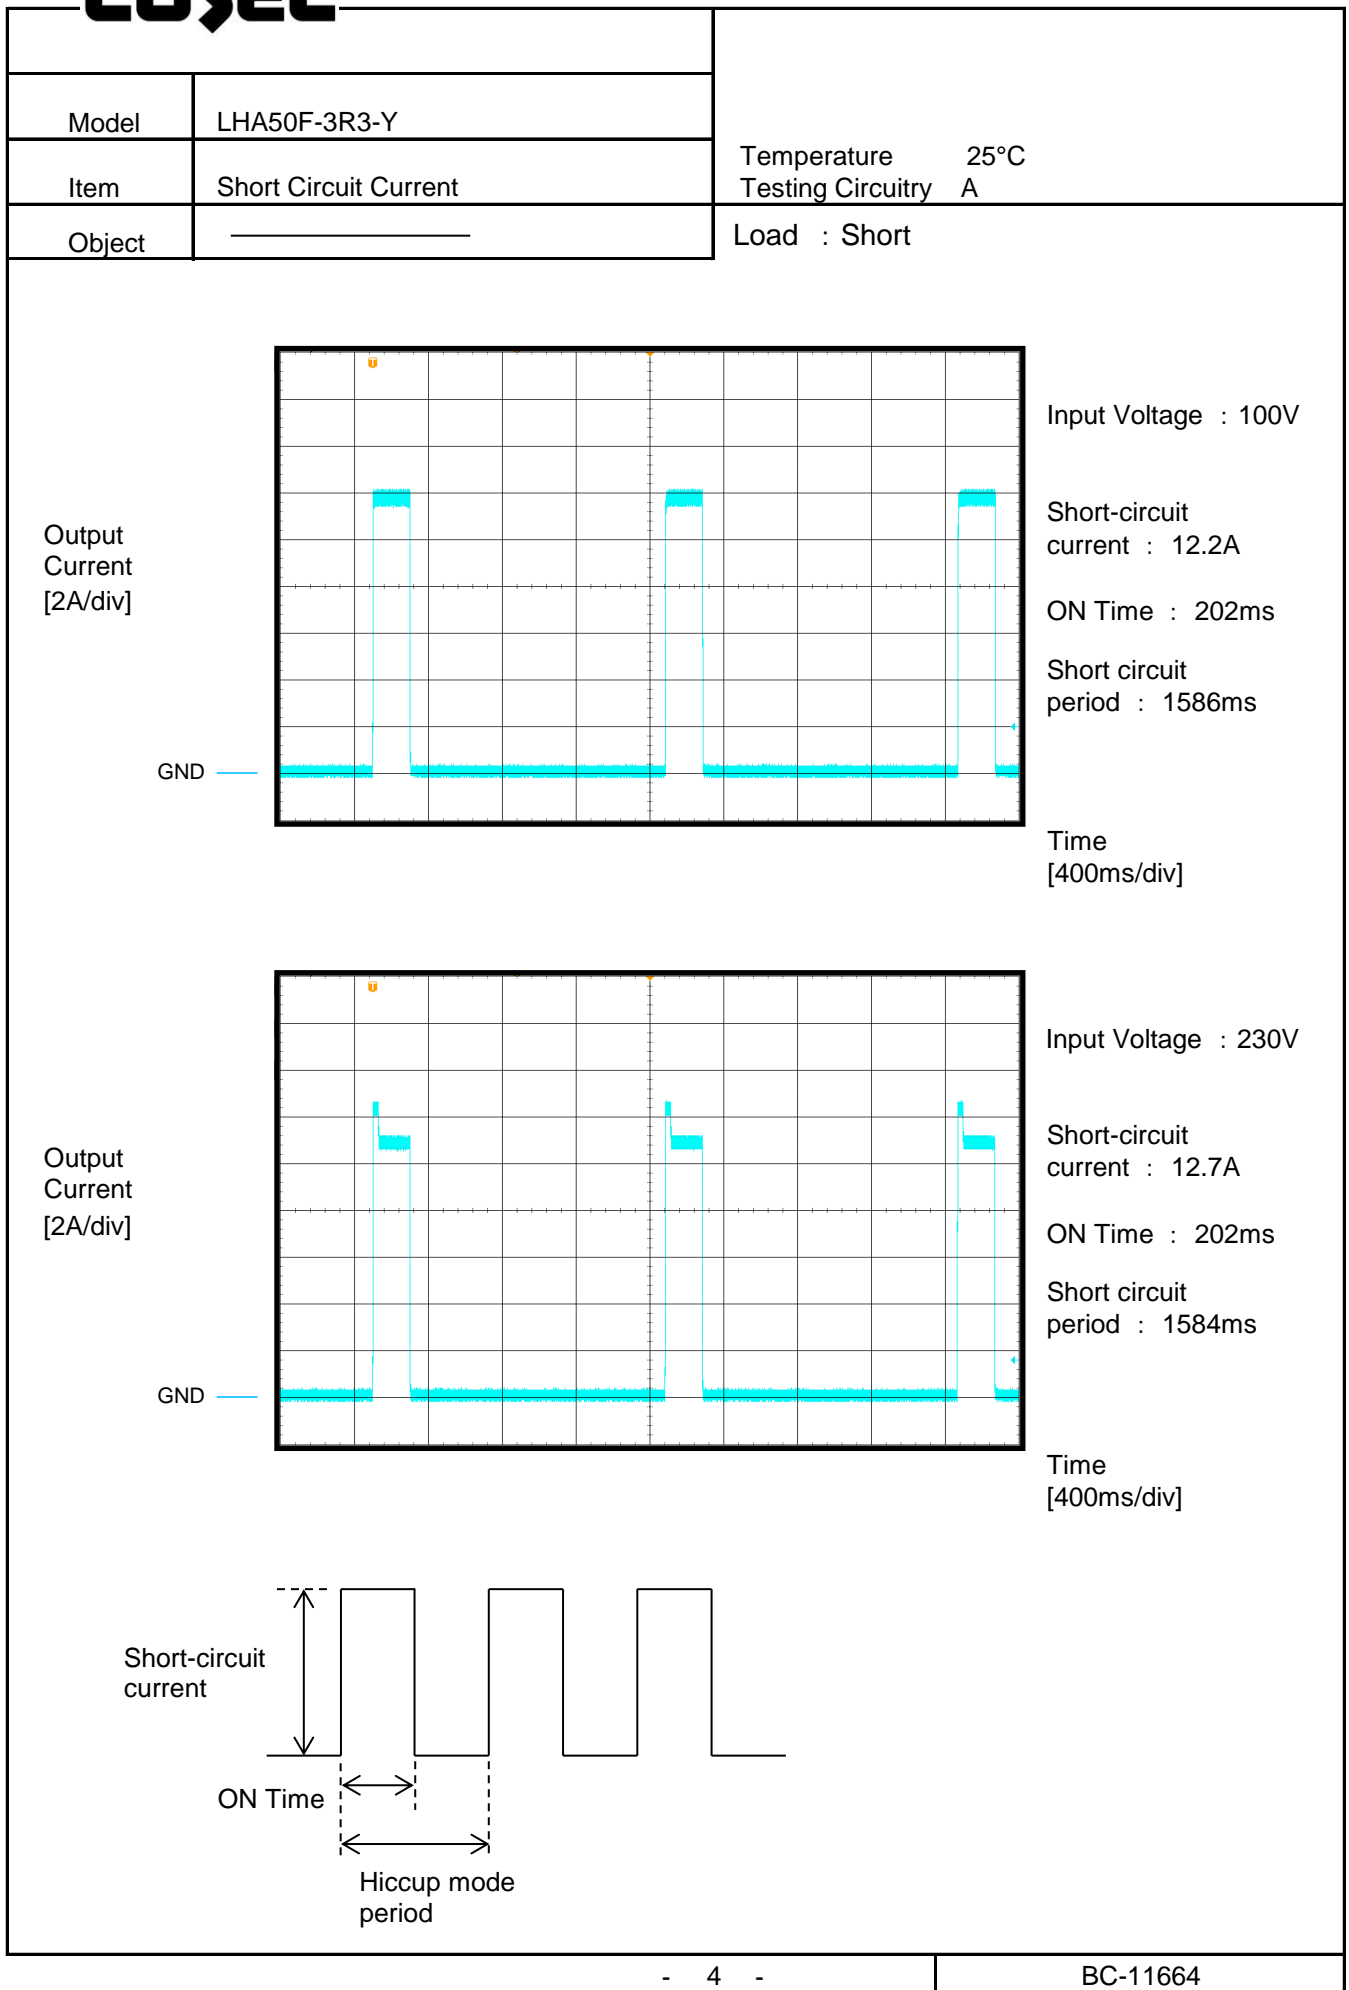 COSEL
Model LHA50F-3R3-Y
Item Short Circuit Current
Object
Temperature 25°C
Testing Circuitry A
Load : Short
T
Output
Current
[2A/div]
GND
Input Voltage : 100V
Short-circuit
current : 12.2A
ON Time : 202ms
Short circuit
period : 1586ms
Time
[400ms/div]
T
Output
Current
[2A/div]
GND
Input Voltage : 230V
Short-circuit
current : 12.7A
ON Time : 202ms
Short circuit
period : 1584ms
Time
[400ms/div]
Short-circuit
current
ON Time
Hiccup mode
period
- 4 -
BC-11664